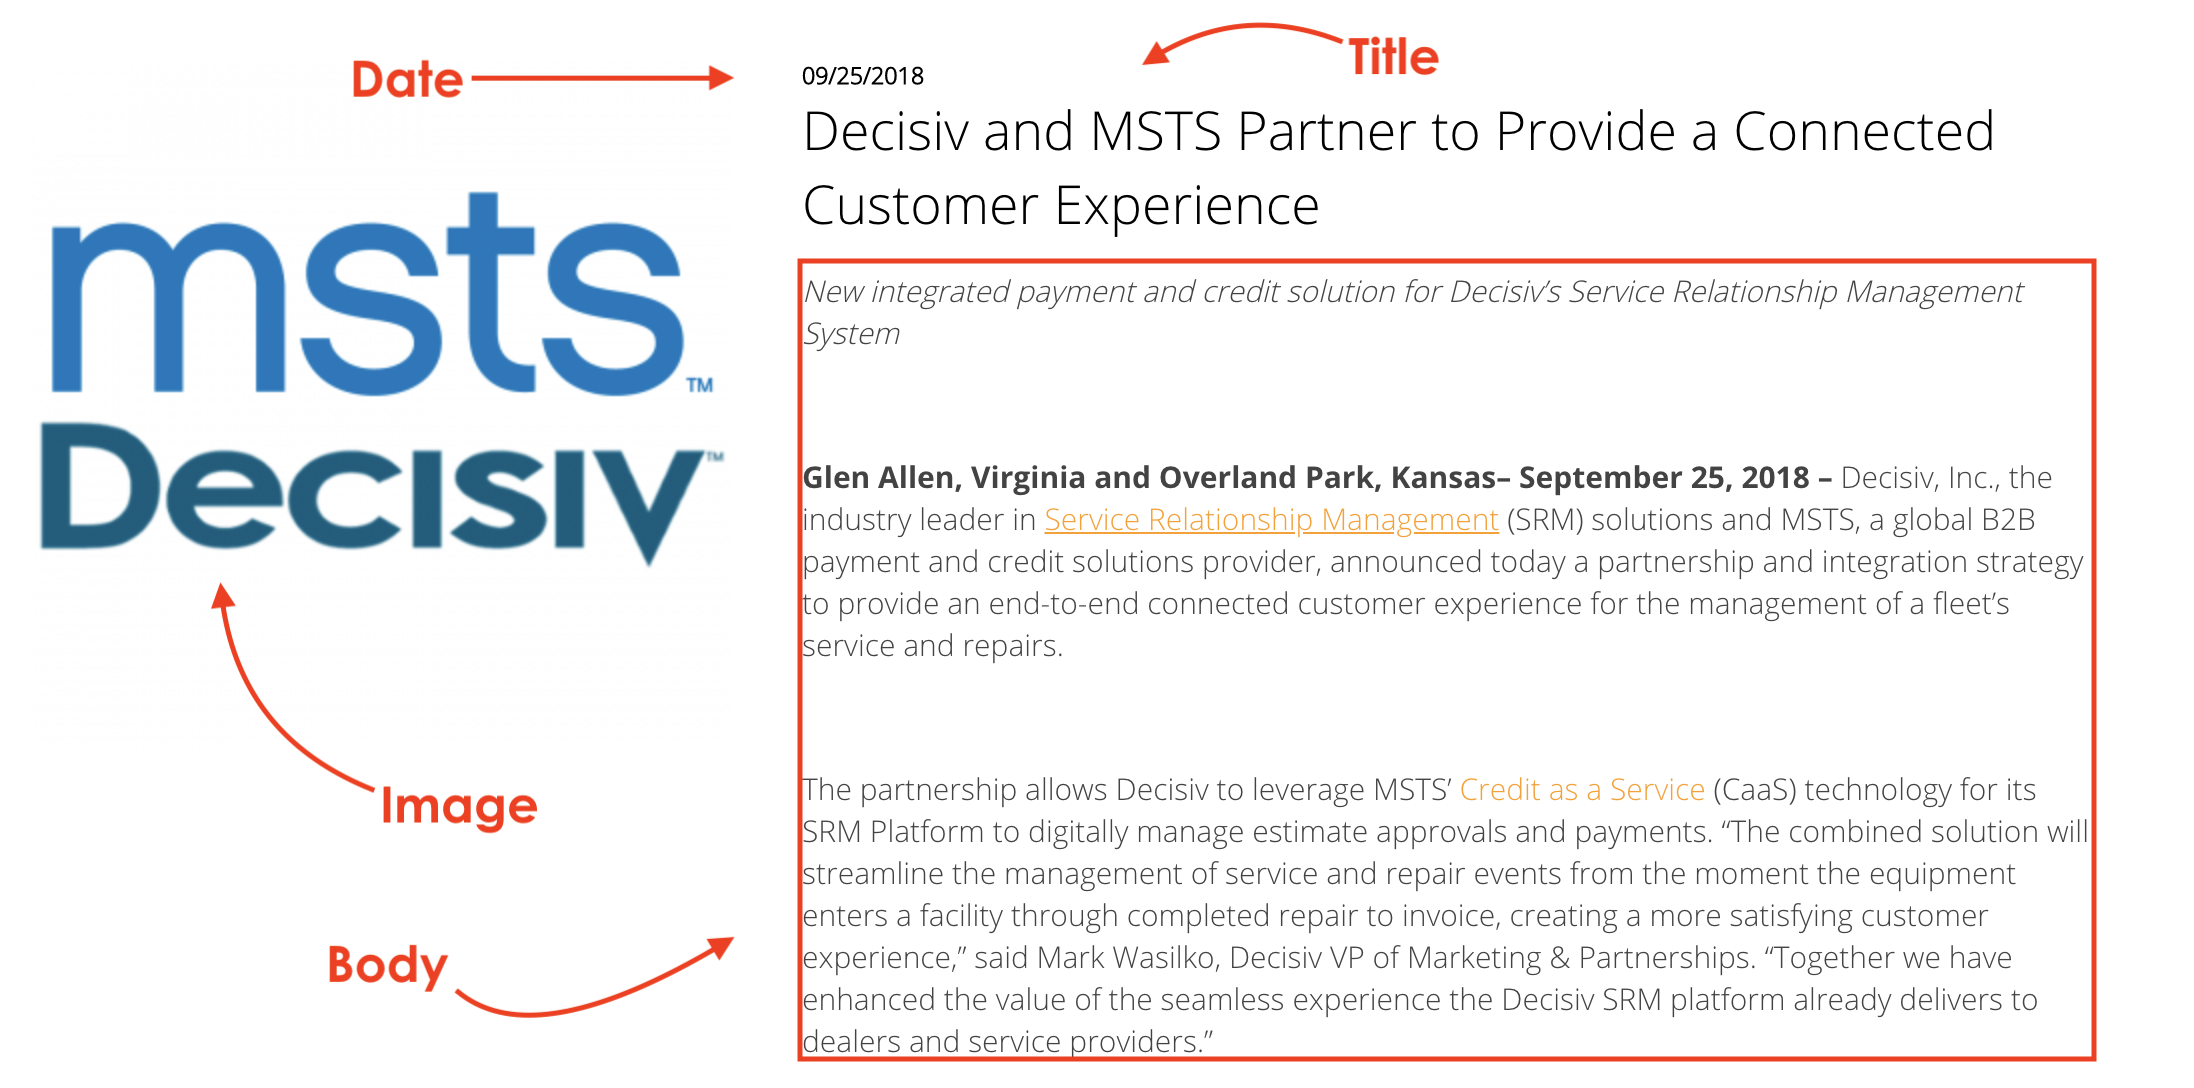 Date
Title
09/25/2018
Decisiv and MSTS Partner to Provide a Connected
Customer Experience
msts™
Decisiv™
Image
Body
New integrated payment and credit solution for Decisiv’s Service Relationship Management
System
Glen Allen, Virginia and Overland Park, Kansas– September 25, 2018 – Decisiv, Inc., the
industry leader in Service Relationship Management (SRM) solutions and MSTS, a global B2B
payment and credit solutions provider, announced today a partnership and integration strategy
to provide an end-to-end connected customer experience for the management of a fleet’s
service and repairs.
The partnership allows Decisiv to leverage MSTS’ Credit as a Service (CaaS) technology for its
SRM Platform to digitally manage estimate approvals and payments. “The combined solution will
streamline the management of service and repair events from the moment the equipment
enters a facility through completed repair to invoice, creating a more satisfying customer
experience,” said Mark Wasilko, Decisiv VP of Marketing & Partnerships. “Together we have
enhanced the value of the seamless experience the Decisiv SRM platform already delivers to
dealers and service providers.”